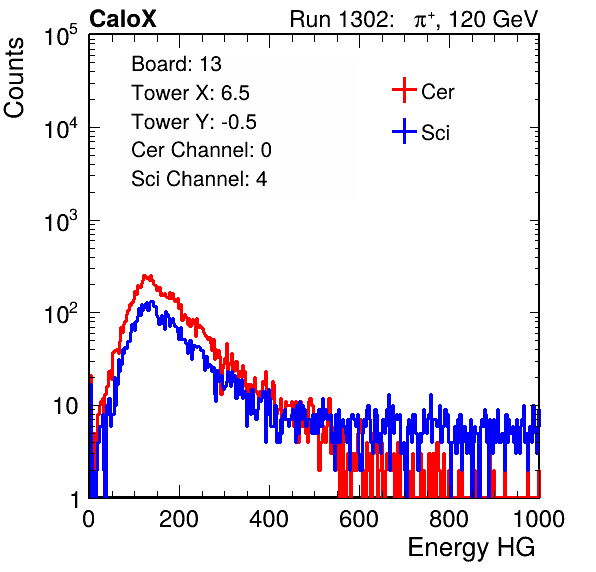 CaloX Run 1302: π⁺, 120 GeV
Counts
10⁵
10⁴
10³
10²
10
1
Board: 13
Tower X: 6.5
Tower Y: -0.5
Cer Channel: 0
Sci Channel: 4
Cer
Sci
0 200 400 600 800 1000
Energy HG